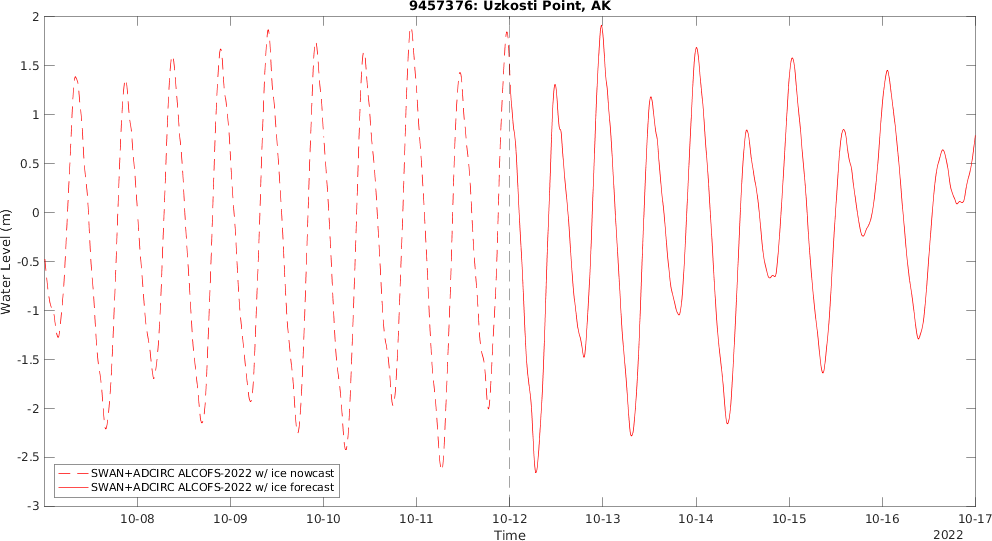 9457376: Uzkosti Point, AK
2
1.5
1
0.5
0
-0.5
-1
-1.5
-2
-2.5
-3
Water Level (m)
SWAN+ADCIRC ALCOFS-2022 w/ ice nowcast
SWAN+ADCIRC ALCOFS-2022 w/ ice forecast
10-08 10-09 10-10 10-11 10-12 10-13 10-14 10-15 10-16 10-17
Time
2022